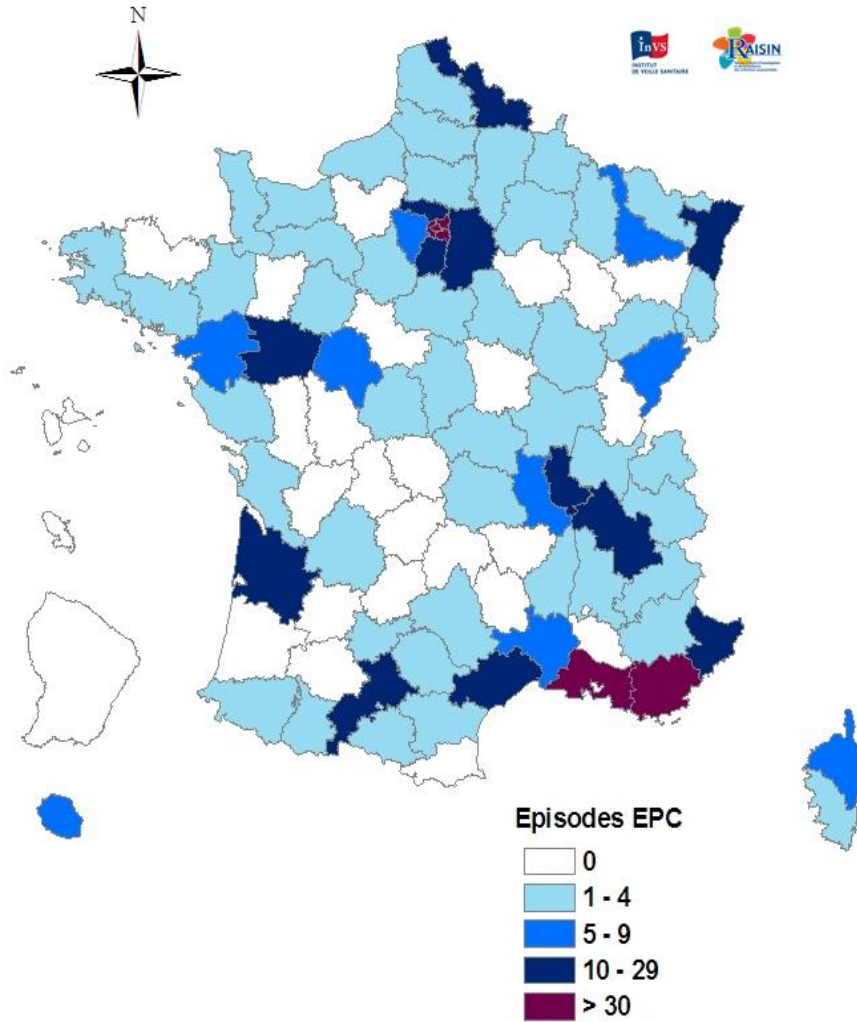 N
InVS
INSTITUT
DE VEILLE SANITAIRE
RAISIN
Episodes EPC
0
1 - 4
5 - 9
10 - 29
> 30